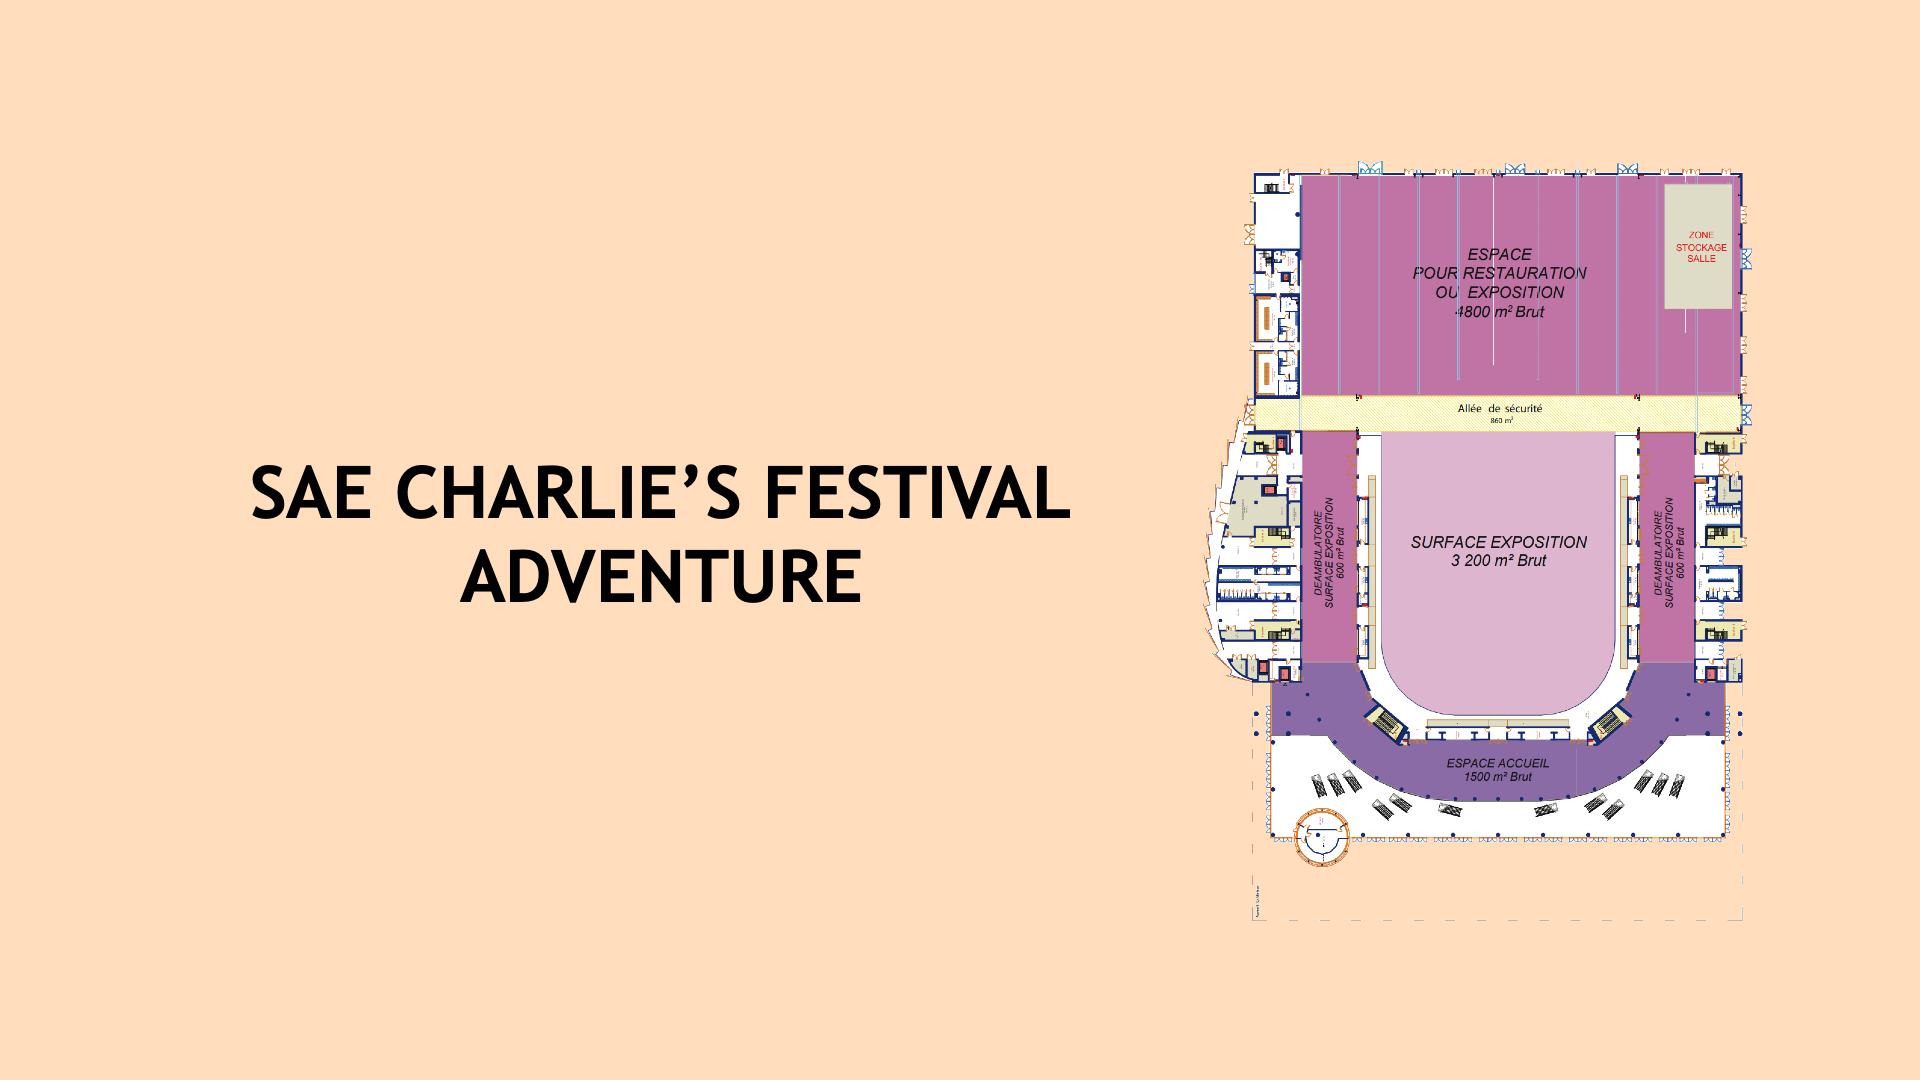 SAE CHARLIE’S FESTIVAL
ADVENTURE
ESPACE
POUR RESTAURATION
OU EXPOSITION
4800 m² Brut
ZONE
STOCKAGE
SALLE
Allée de sécurité
860 m²
DEAMBULATOIRE
SURFACE EXPOSITION
600 m² Brut
SURFACE EXPOSITION
3 200 m² Brut
DEAMBULATOIRE
SURFACE EXPOSITION
600 m² Brut
ESPACE ACCUEIL
1500 m² Brut